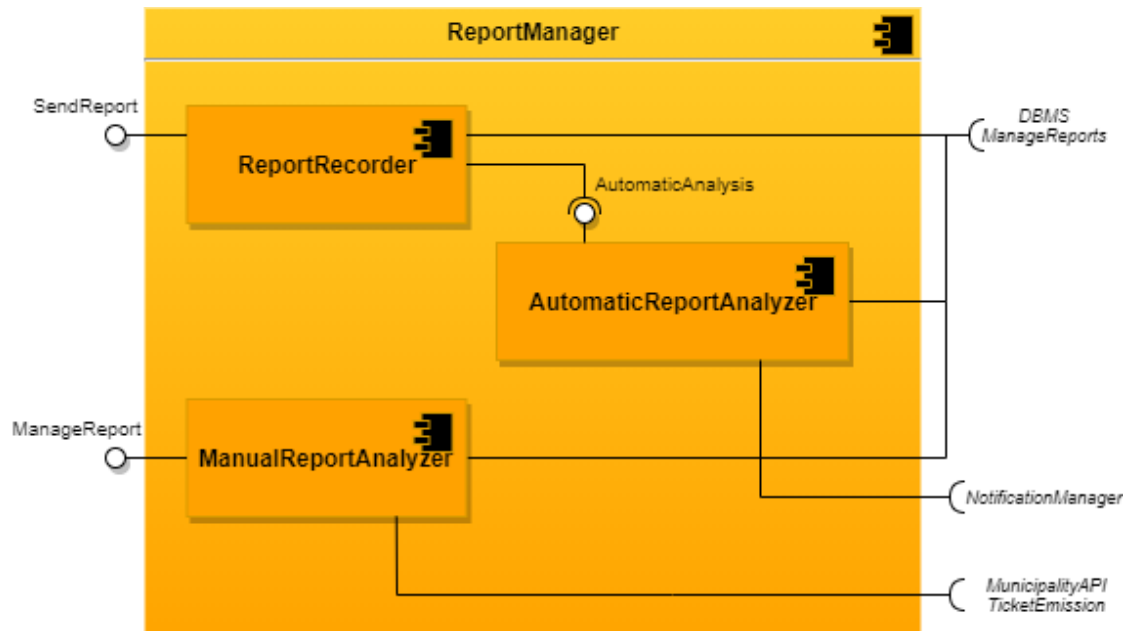 ReportManager
SendReport
DBMS
ManageReports
ReportRecorder
AutomaticAnalysis
AutomaticReportAnalyzer
ManageReport
ManualReportAnalyzer
NotificationManager
MunicipalityAPI
TicketEmission